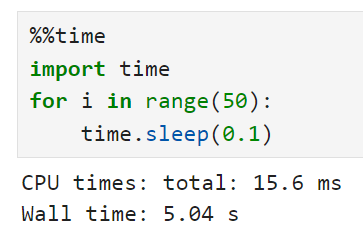 %%time
import time
for i in range(50):
    time.sleep(0.1)
CPU times: total: 15.6 ms
Wall time: 5.04 s